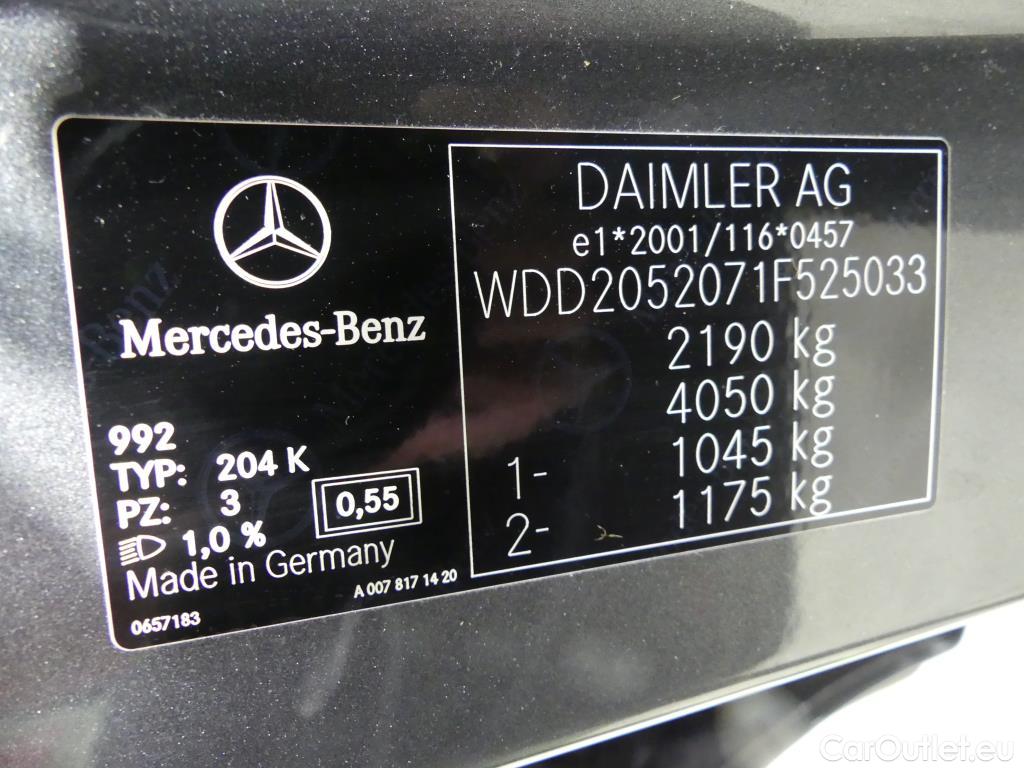 Mercedes-Benz
992
TYP: 204 K
PZ: 3
1,0 %
0,55
Made in Germany
A 007 817 14 20
0657183
DAIMLER AG
e1*2001/116*0457
WDD2052071F525033
2190 kg
4050 kg
1- 1045 kg
2- 1175 kg
CarOutlet.eu